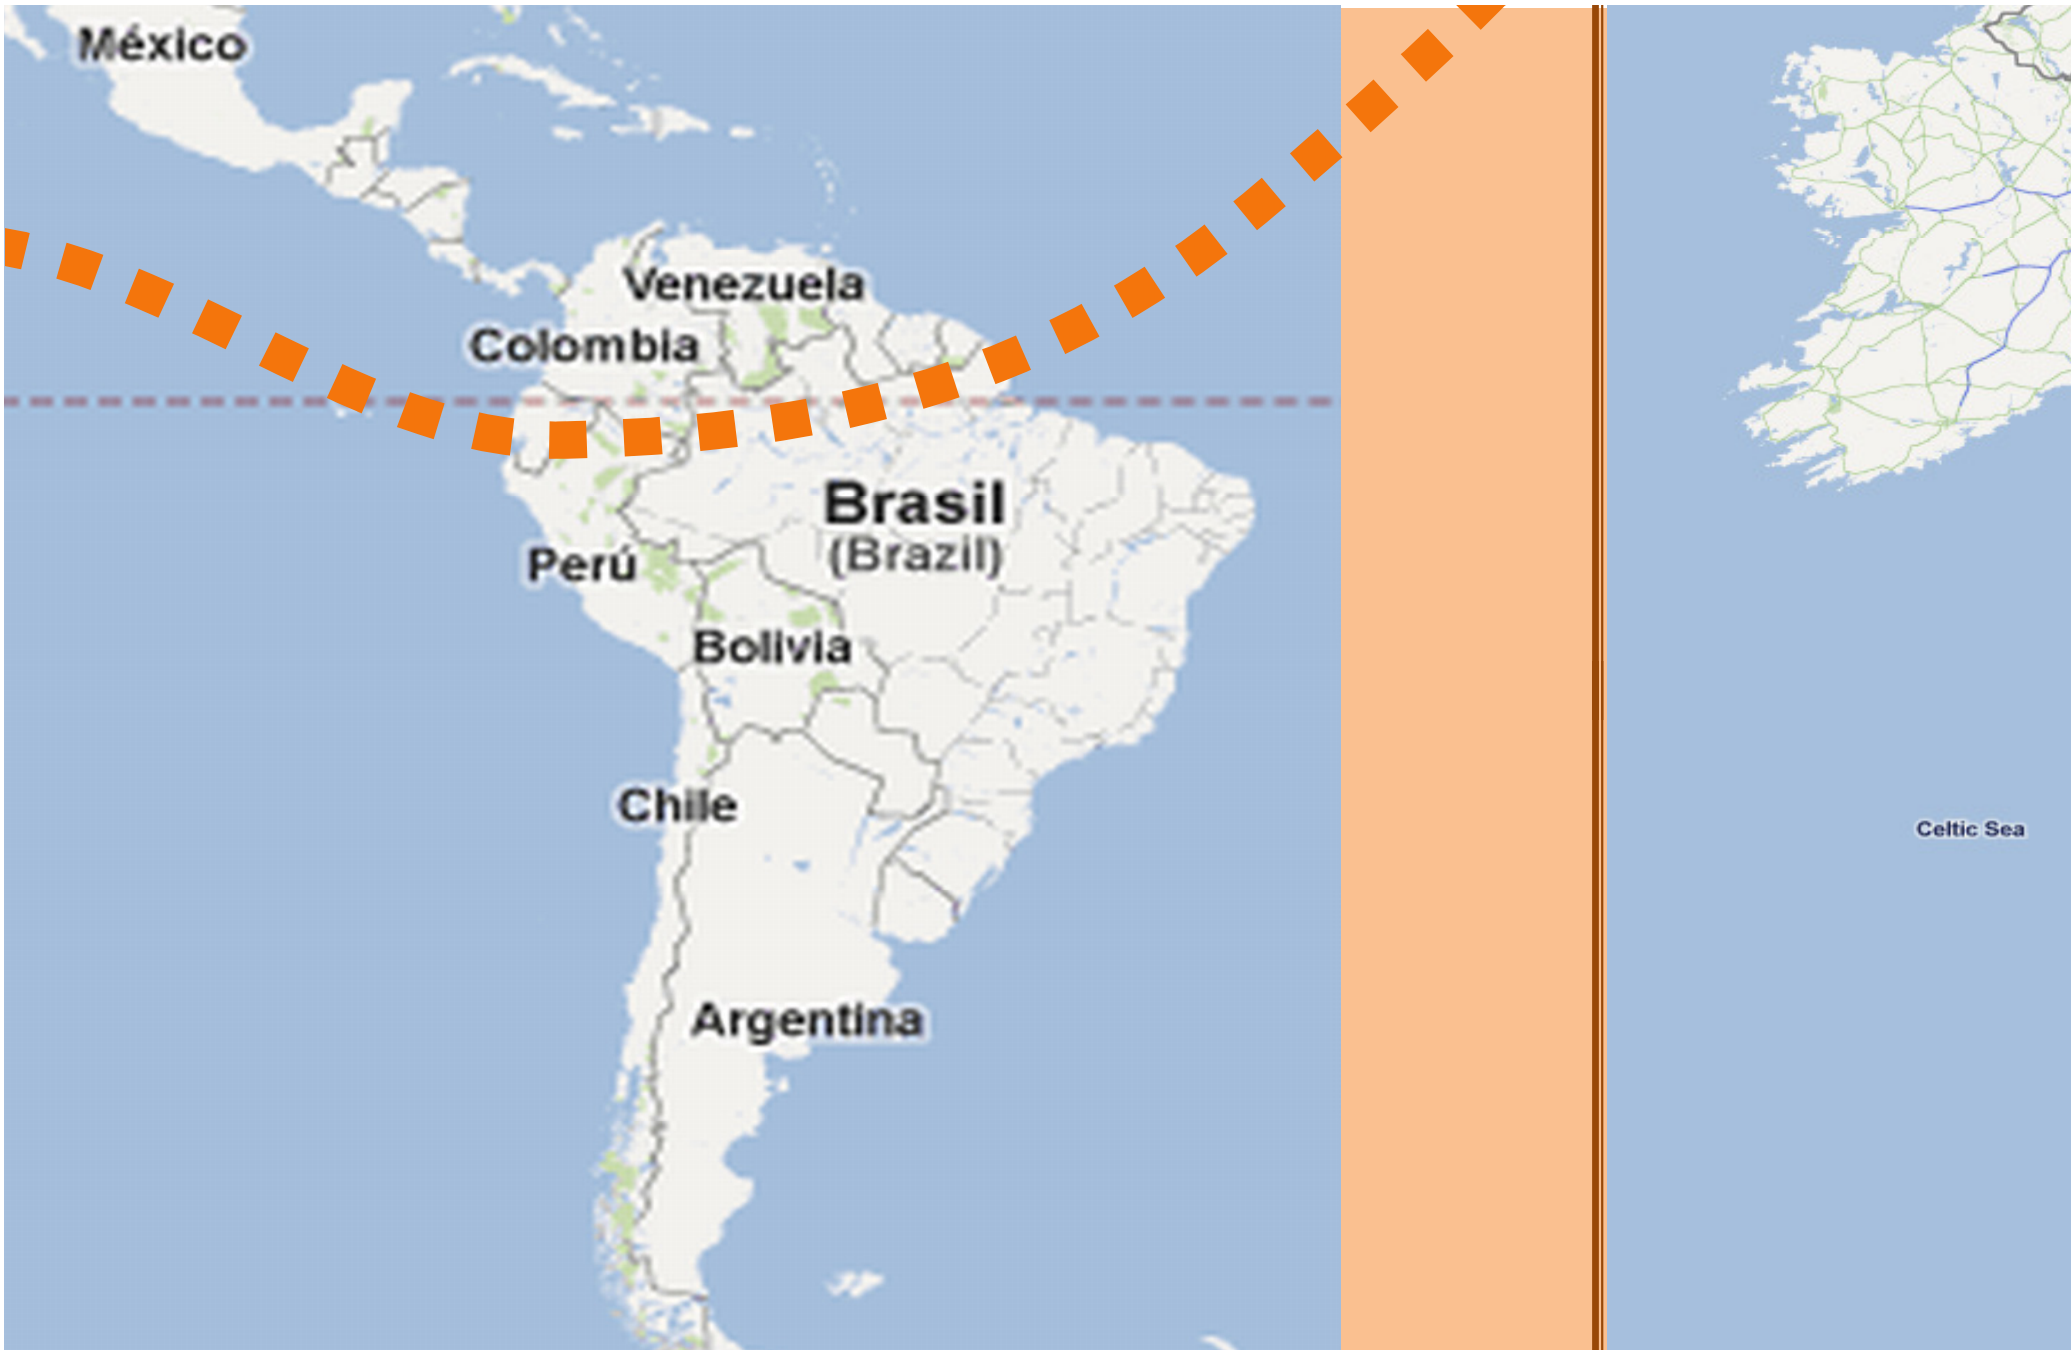 México
Venezuela
Colombia
Brasil
(Brazil)
Perú
Bolivia
Chile
Celtic Sea
Argentina